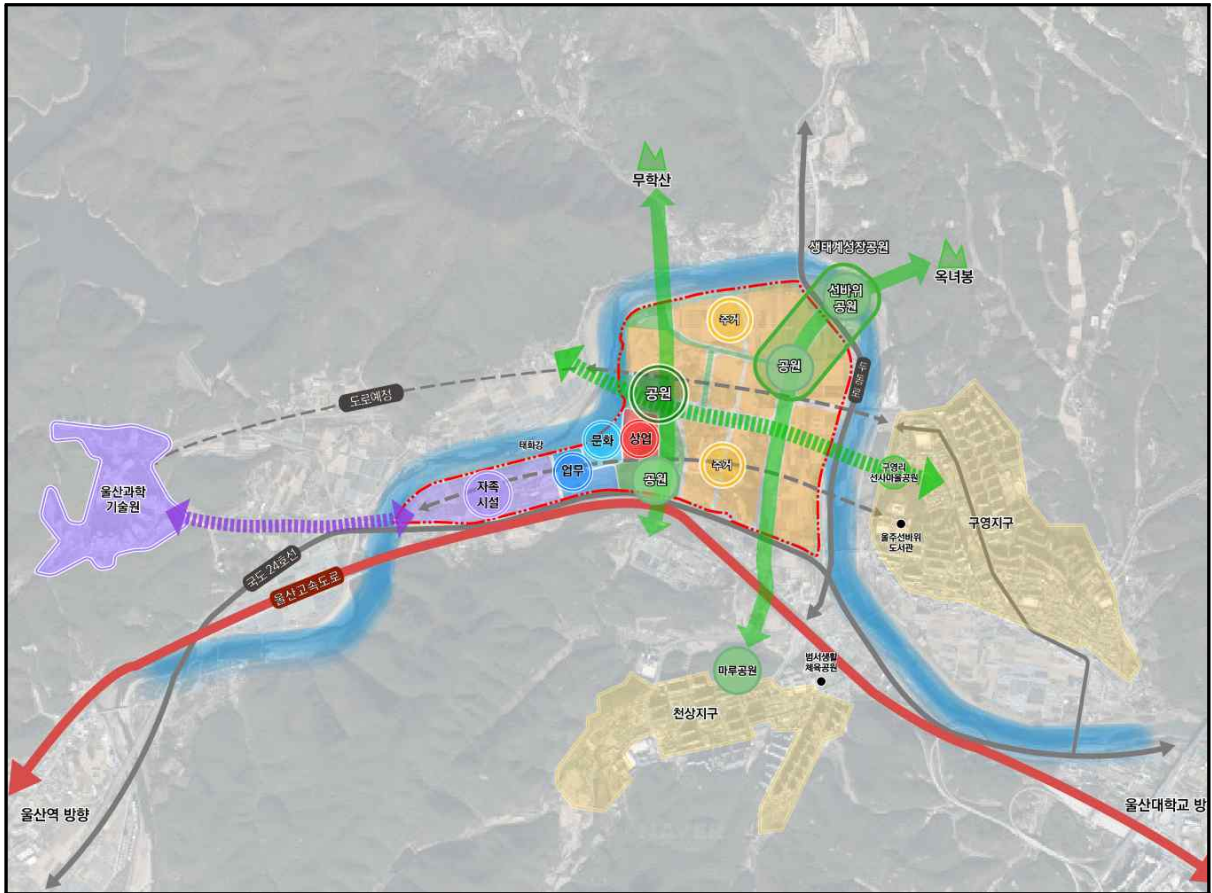 무학산
생태계성장공원
옥녀봉
선바위
공원
주거
공원
도로예정
공원
태화강
문화
상업
업무
공원
주거
자족
시설
울산과학
기술원
구영리
선사마을공원
구영지구
울주선바위
도서관
국도 24호선
울산고속도로
마루공원
범서생활
체육공원
천상지구
울산역 방향
울산대학교 방